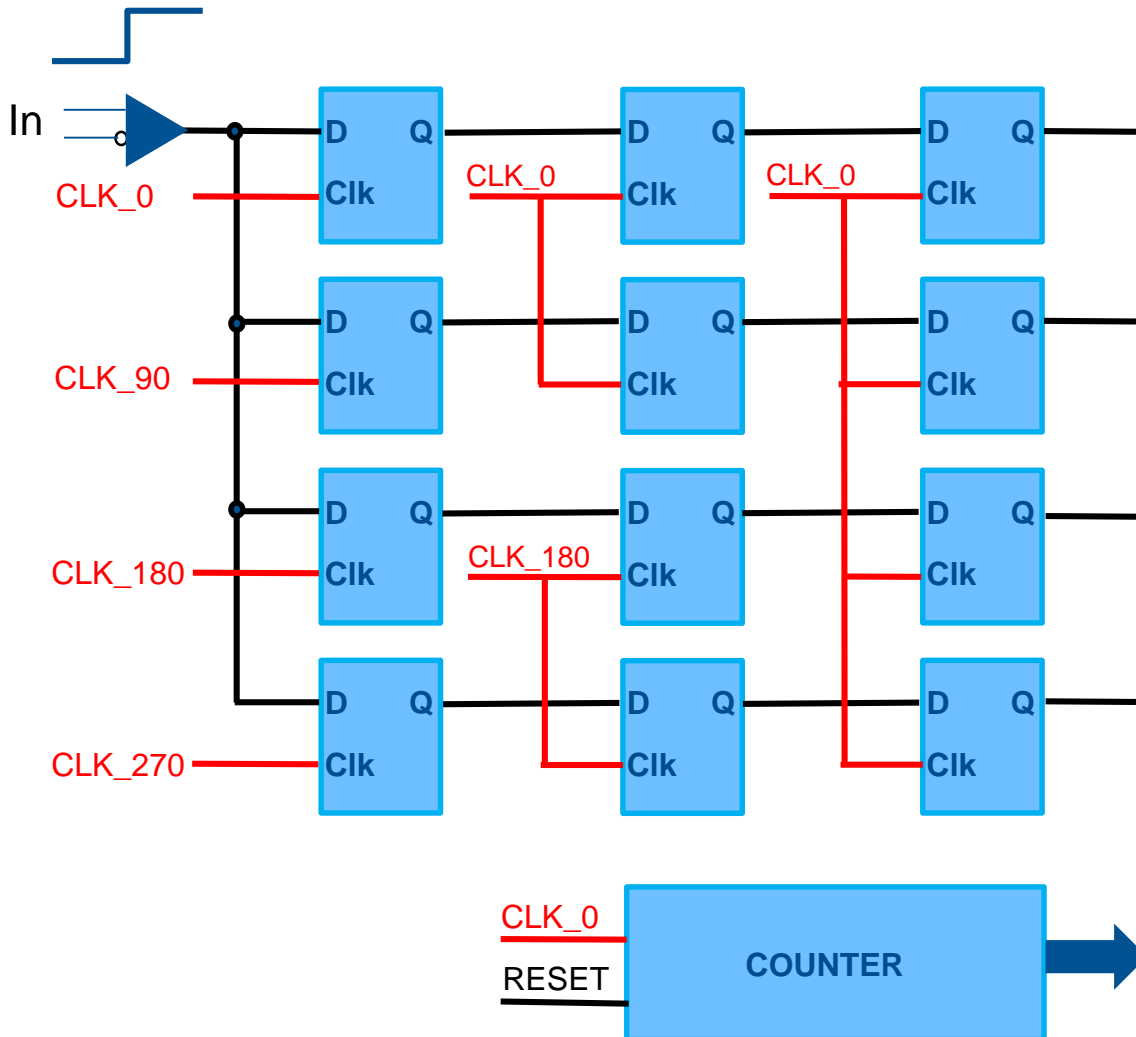 In
D Q D Q D Q
CLK_0 Clk CLK_0 Clk CLK_0 Clk
D Q D Q D Q
CLK_90 Clk Clk Clk
D Q D Q D Q
CLK_180 Clk CLK_180 Clk Clk
D Q D Q D Q
CLK_270 Clk Clk Clk
CLK_0
COUNTER
RESET